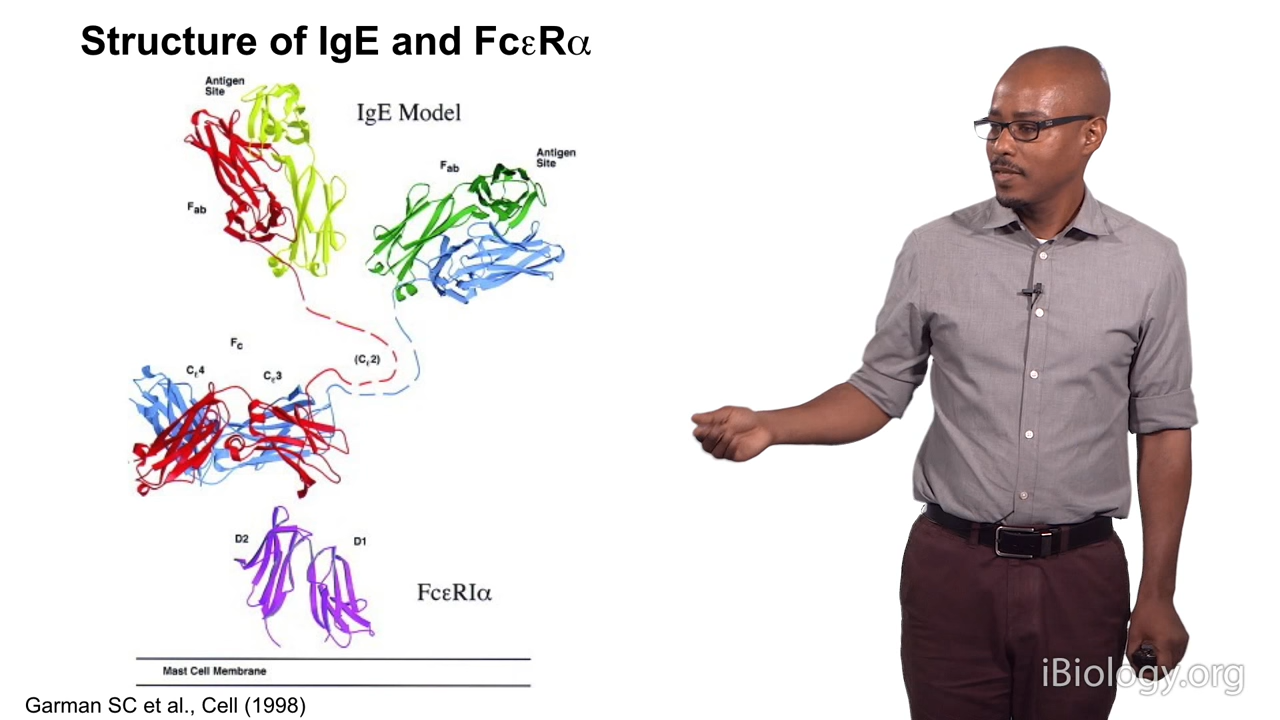 Structure of IgE and FcεRα
Antigen
Site
IgE Model
Antigen
Site
Fab
Fab
Fc
(Cε2)
Cε4
Cε3
D2
D1
FcεRIα
Mast Cell Membrane
Garman SC et al., Cell (1998)
iBiology.org